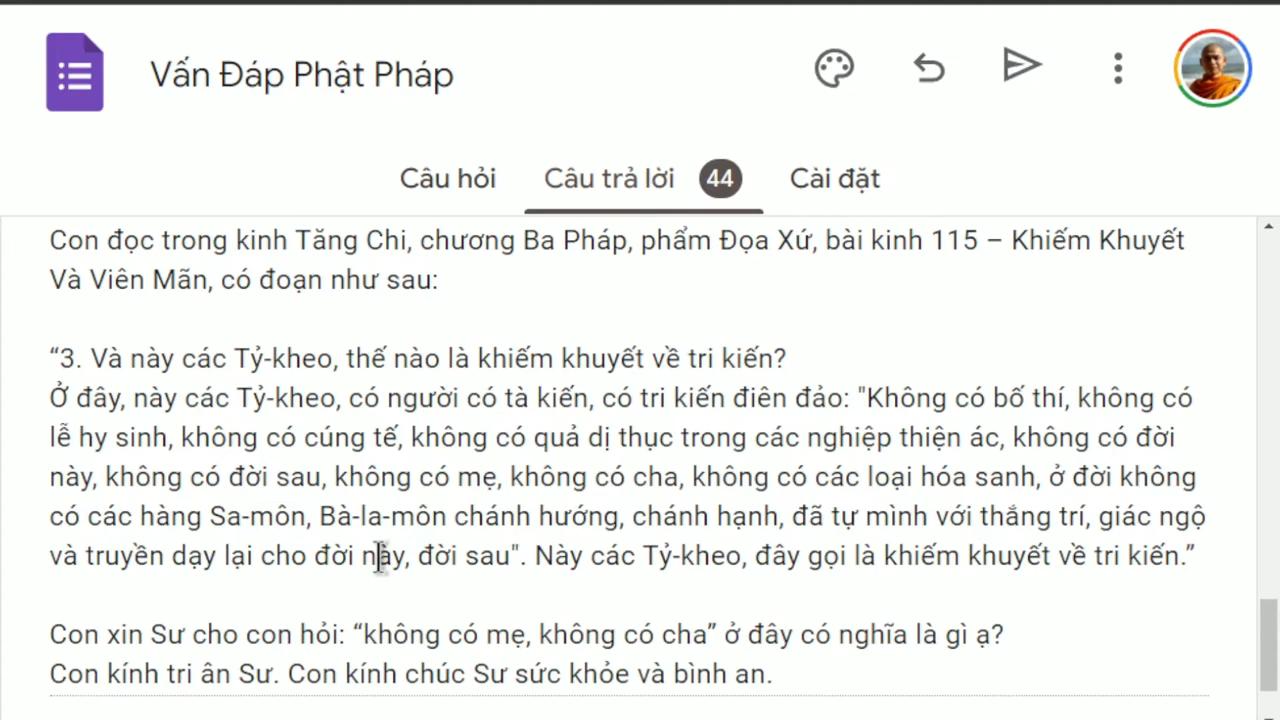 Vấn Đáp Phật Pháp
Câu hỏi
Câu trả lời
44
Cài đặt
Con đọc trong kinh Tăng Chi, chương Ba Pháp, phẩm Đọa Xứ, bài kinh 115 – Khiếm Khuyết
Và Viên Mãn, có đoạn như sau:
“3. Và này các Tỷ-kheo, thế nào là khiếm khuyết về tri kiến?
Ở đây, này các Tỷ-kheo, có người có tà kiến, có tri kiến điên đảo: "Không có bố thí, không có
lễ hy sinh, không có cúng tế, không có quả dị thục trong các nghiệp thiện ác, không có đời
này, không có đời sau, không có mẹ, không có cha, không có các loại hóa sanh, ở đời không
có các hàng Sa-môn, Bà-la-môn chánh hướng, chánh hạnh, đã tự mình với thắng trí, giác ngộ
và truyền dạy lại cho đời này, đời sau". Này các Tỷ-kheo, đây gọi là khiếm khuyết về tri kiến.”
Con xin Sư cho con hỏi: “không có mẹ, không có cha” ở đây có nghĩa là gì ạ?
Con kính tri ân Sư. Con kính chúc Sư sức khỏe và bình an.